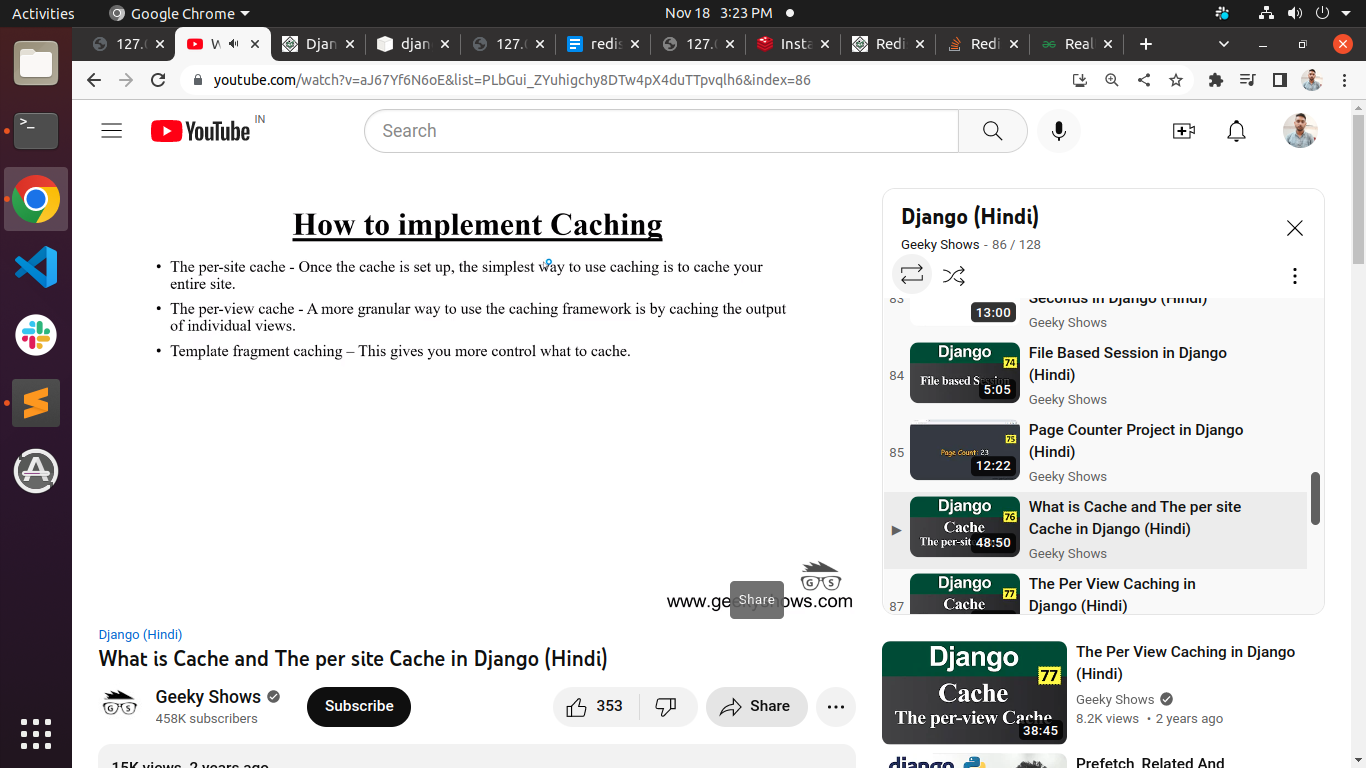 Activities
Google Chrome
Nov 18 3:23 PM
127.
W
Djan
djan
127.
redis
127.
Insta
Redi
Redi
Real
youtube.com/watch?v=aJ67Yf6N6oE&list=PLbGui_ZYuhigchy8DTw4pX4duTTpvqlh6&index=86
YouTube IN
Search
How to implement Caching
• The per-site cache - Once the cache is set up, the simplest way to use caching is to cache your
entire site.
• The per-view cache - A more granular way to use the caching framework is by caching the output
of individual views.
• Template fragment caching – This gives you more control what to cache.
GS
www.geekyshows.com
Share
Django (Hindi)
What is Cache and The per site Cache in Django (Hindi)
GS
Geeky Shows
458K subscribers
Subscribe
353
Share
15K views 2 years ago
Django (Hindi)
Geeky Shows - 86 / 128
83
13:00
Seconds in Django (Hindi)
Geeky Shows
84
Django
74
File based Session
5:05
File Based Session in Django
(Hindi)
Geeky Shows
85
75
Page Count: 23
12:22
Page Counter Project in Django
(Hindi)
Geeky Shows
Django
76
Cache
The per-sit
48:50
What is Cache and The per site
Cache in Django (Hindi)
Geeky Shows
87
Django
77
Cache
The Per View Caching in
Django (Hindi)
Django
77
Cache
The per-view Cache
38:45
The Per View Caching in Django
(Hindi)
Geeky Shows
8.2K views • 2 years ago
django
Prefetch Related And